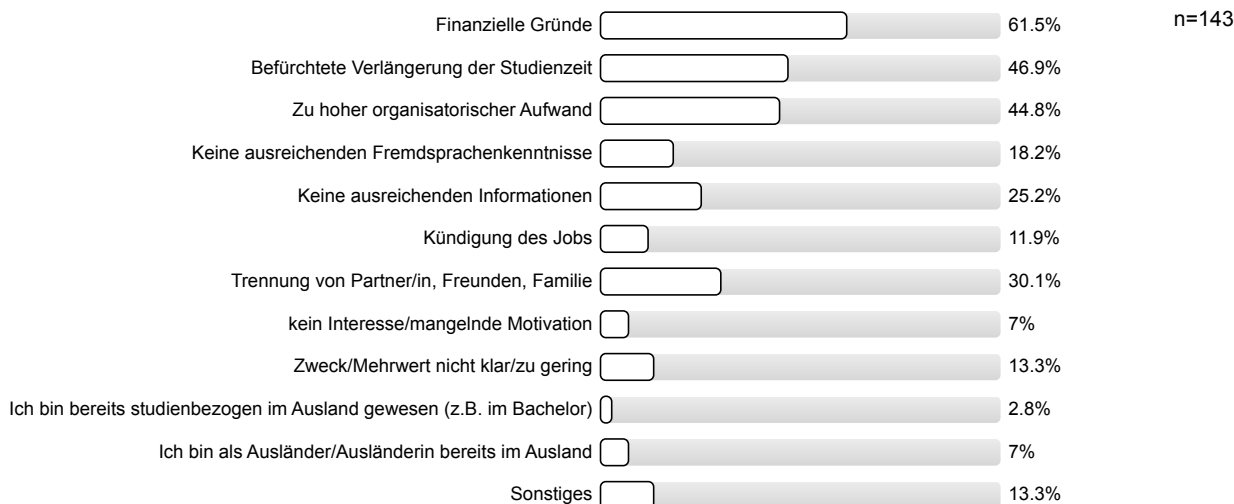 Finanzielle Gründe 61.5% n=143
Befürchtete Verlängerung der Studienzeit 46.9%
Zu hoher organisatorischer Aufwand 44.8%
Keine ausreichenden Fremdsprachenkenntnisse 18.2%
Keine ausreichenden Informationen 25.2%
Kündigung des Jobs 11.9%
Trennung von Partner/in, Freunden, Familie 30.1%
kein Interesse/mangelnde Motivation 7%
Zweck/Mehrwert nicht klar/zu gering 13.3%
Ich bin bereits studienbezogen im Ausland gewesen (z.B. im Bachelor) 2.8%
Ich bin als Ausländer/Ausländerin bereits im Ausland 7%
Sonstiges 13.3%